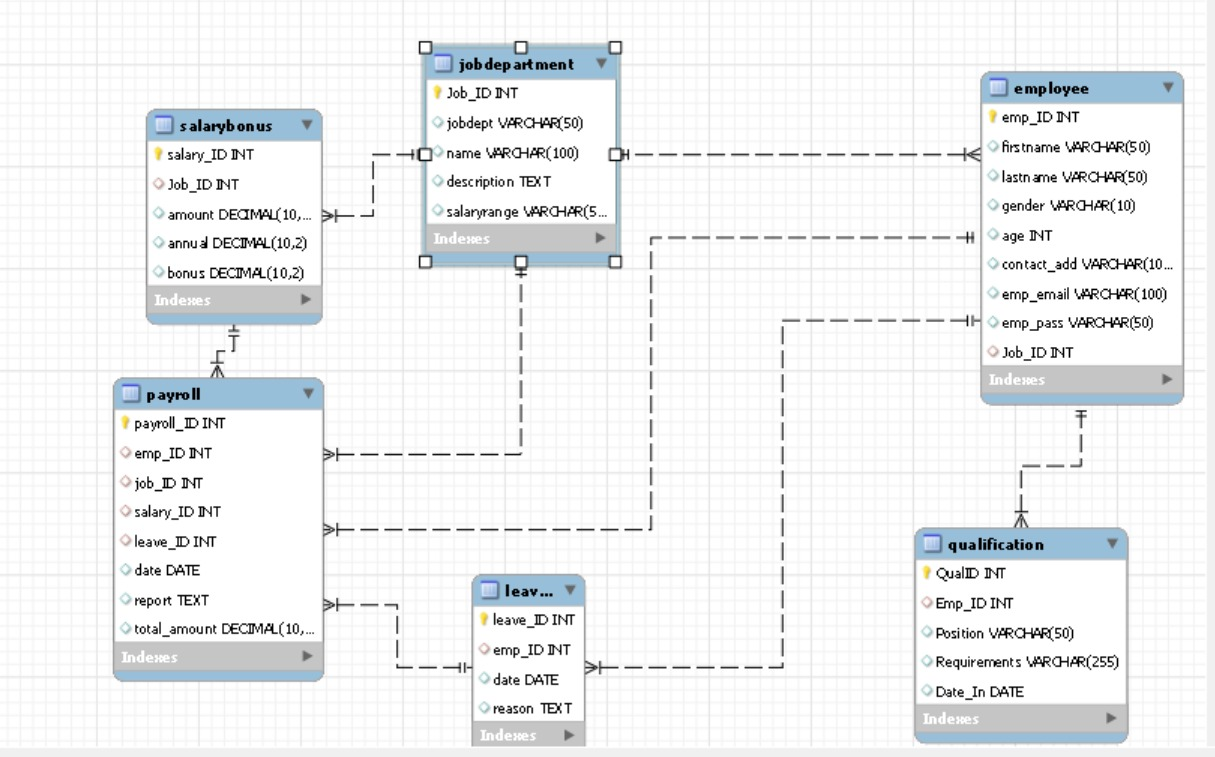 jobdepartment
Job_ID INT
jobdept VARCHAR(50)
name VARCHAR(100)
description TEXT
salaryrange VARCHAR(5...
Indexes
employee
emp_ID INT
firstname VARCHAR(50)
lastname VARCHAR(50)
gender VARCHAR(10)
age INT
contact_add VARCHAR(10...
emp_email VARCHAR(100)
emp_pass VARCHAR(50)
Job_ID INT
Indexes
salarybonus
salary_ID INT
Job_ID INT
amount DECIMAL(10,...
annual DECIMAL(10,2)
bonus DECIMAL(10,2)
Indexes
payroll
payroll_ID INT
emp_ID INT
job_ID INT
salary_ID INT
leave_ID INT
date DATE
report TEXT
total_amount DECIMAL(10,...
Indexes
leav...
leave_ID INT
emp_ID INT
date DATE
reason TEXT
Indexes
qualification
QualID INT
Emp_ID INT
Position VARCHAR(50)
Requirements VARCHAR(255)
Date_In DATE
Indexes